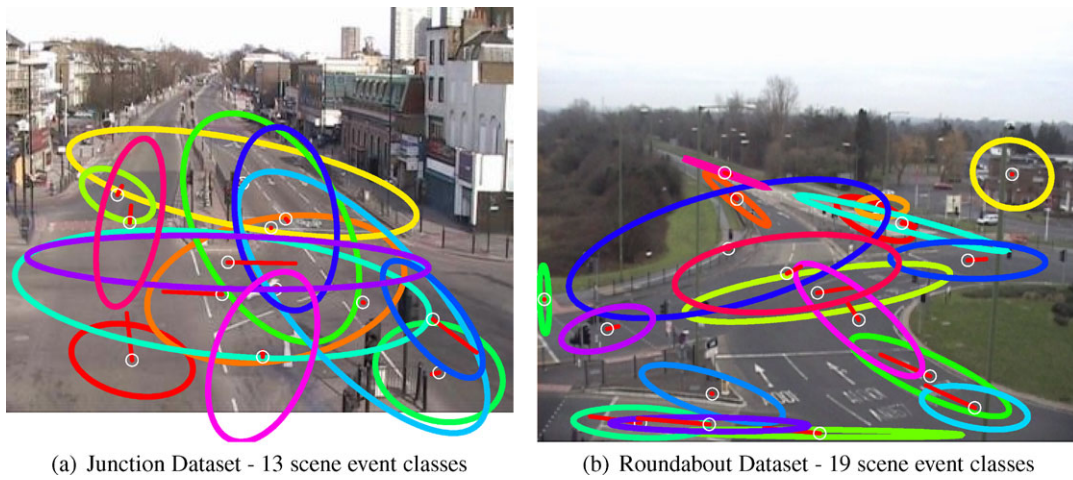 (a) Junction Dataset - 13 scene event classes
(b) Roundabout Dataset - 19 scene event classes